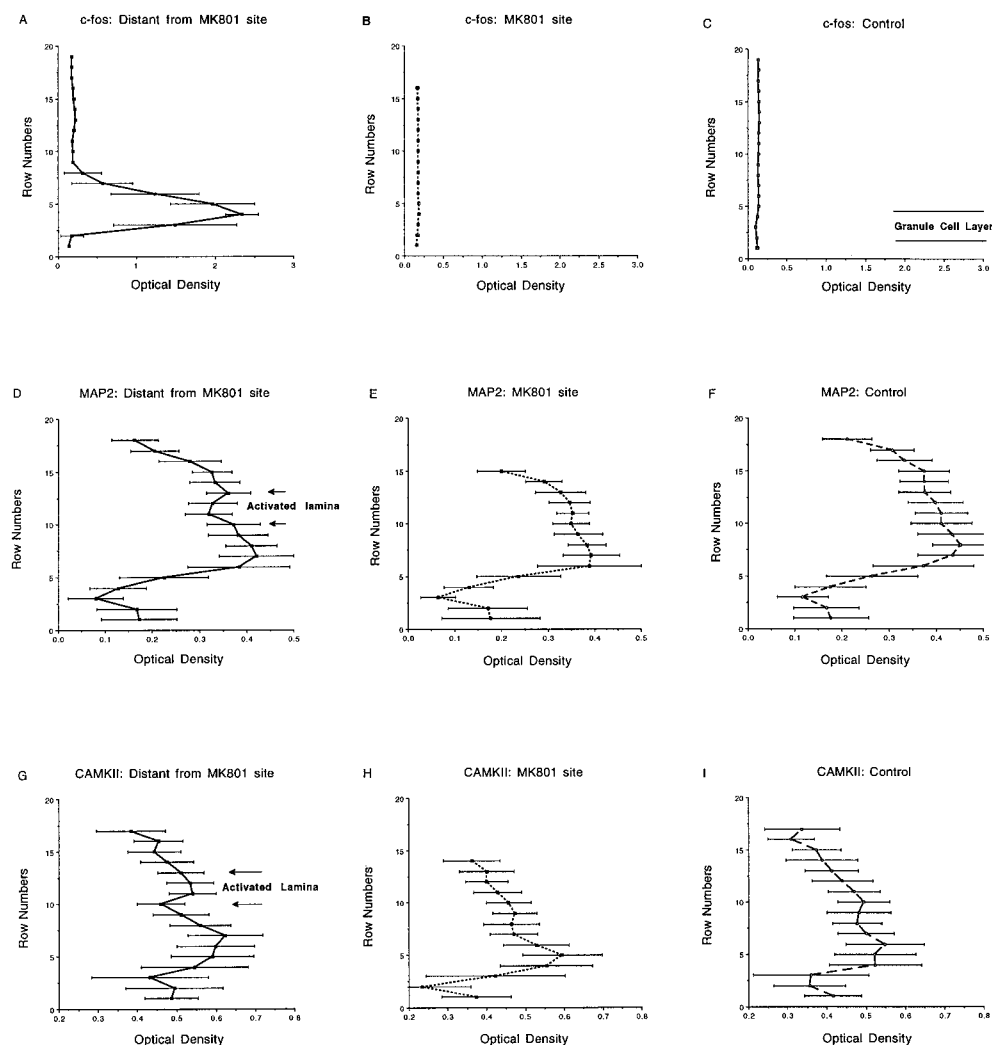 A c-fos: Distant from MK801 site
B c-fos: MK801 site
C c-fos: Control
Row Numbers
20
15
10
5
0
0 1 2 3
Optical Density
Row Numbers
20
15
10
5
0
0.0 0.5 1.0 1.5 2.0 2.5 3.0
Optical Density
Row Numbers
20
15
10
5
0
Granule Cell Layer
0.0 0.5 1.0 1.5 2.0 2.5 3.0
Optical Density
D MAP2: Distant from MK801 site
E MAP2: MK801 site
F MAP2: Control
Row Numbers
20
15
10
5
0
Activated lamina
0.0 0.1 0.2 0.3 0.4 0.5
Optical Density
Row Numbers
20
15
10
5
0
0.0 0.1 0.2 0.3 0.4 0.5
Optical Density
Row Numbers
20
15
10
5
0
0.0 0.1 0.2 0.3 0.4 0.5
Optical Density
G CAMKII: Distant from MK801 site
H CAMKII: MK801 site
I CAMKII: Control
Row Numbers
20
15
10
5
0
Activated Lamina
0.2 0.3 0.4 0.5 0.6 0.7 0.8
Optical Density
Row Numbers
20
15
10
5
0
0.2 0.3 0.4 0.5 0.6 0.7 0.8
Optical Density
Row Numbers
20
15
10
5
0
0.2 0.3 0.4 0.5 0.6 0.7 0.8
Optical Density